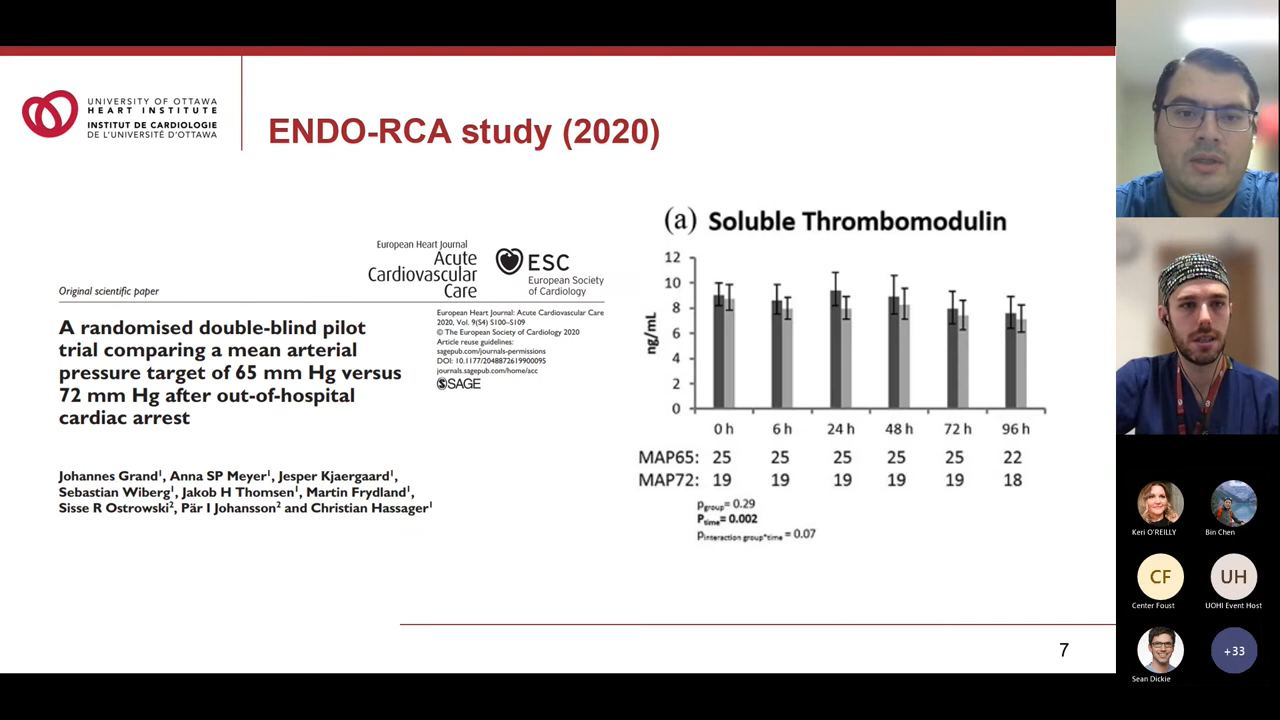 UNIVERSITY OF OTTAWA
HEART INSTITUTE
INSTITUT DE CARDIOLOGIE
DE L'UNIVERSITÉ D'OTTAWA
ENDO-RCA study (2020)
European Heart Journal
Acute
Cardiovascular
Care
ESC
European Society
of Cardiology
Original scientific paper
A randomised double-blind pilot
trial comparing a mean arterial
pressure target of 65 mm Hg versus
72 mm Hg after out-of-hospital
cardiac arrest
European Heart Journal: Acute Cardiovascular Care
2020, Vol. 9(S4) S100–S109
© The European Society of Cardiology 2020
Article reuse guidelines:
sagepub.com/journals-permissions
DOI: 10.1177/2048872619900095
journals.sagepub.com/home/acc
SAGE
Johannes Grand1, Anna SP Meyer1, Jesper Kjaergaard1,
Sebastian Wiberg1, Jakob H Thomsen1, Martin Frydland1,
Sisse R Ostrowski2, Pär I Johansson2 and Christian Hassager1
(a) Soluble Thrombomodulin
ng/mL
12
10
8
6
4
2
0
0 h 6 h 24 h 48 h 72 h 96 h
MAP65: 25 25 25 25 25 22
MAP72: 19 19 19 19 19 18
pgroup= 0.29
Ptime= 0.002
pinteraction group*time = 0.07
7
Keri O'REILLY
Bin Chen
CF
UH
Center Foust
UOHI Event Host
+33
Sean Dickie